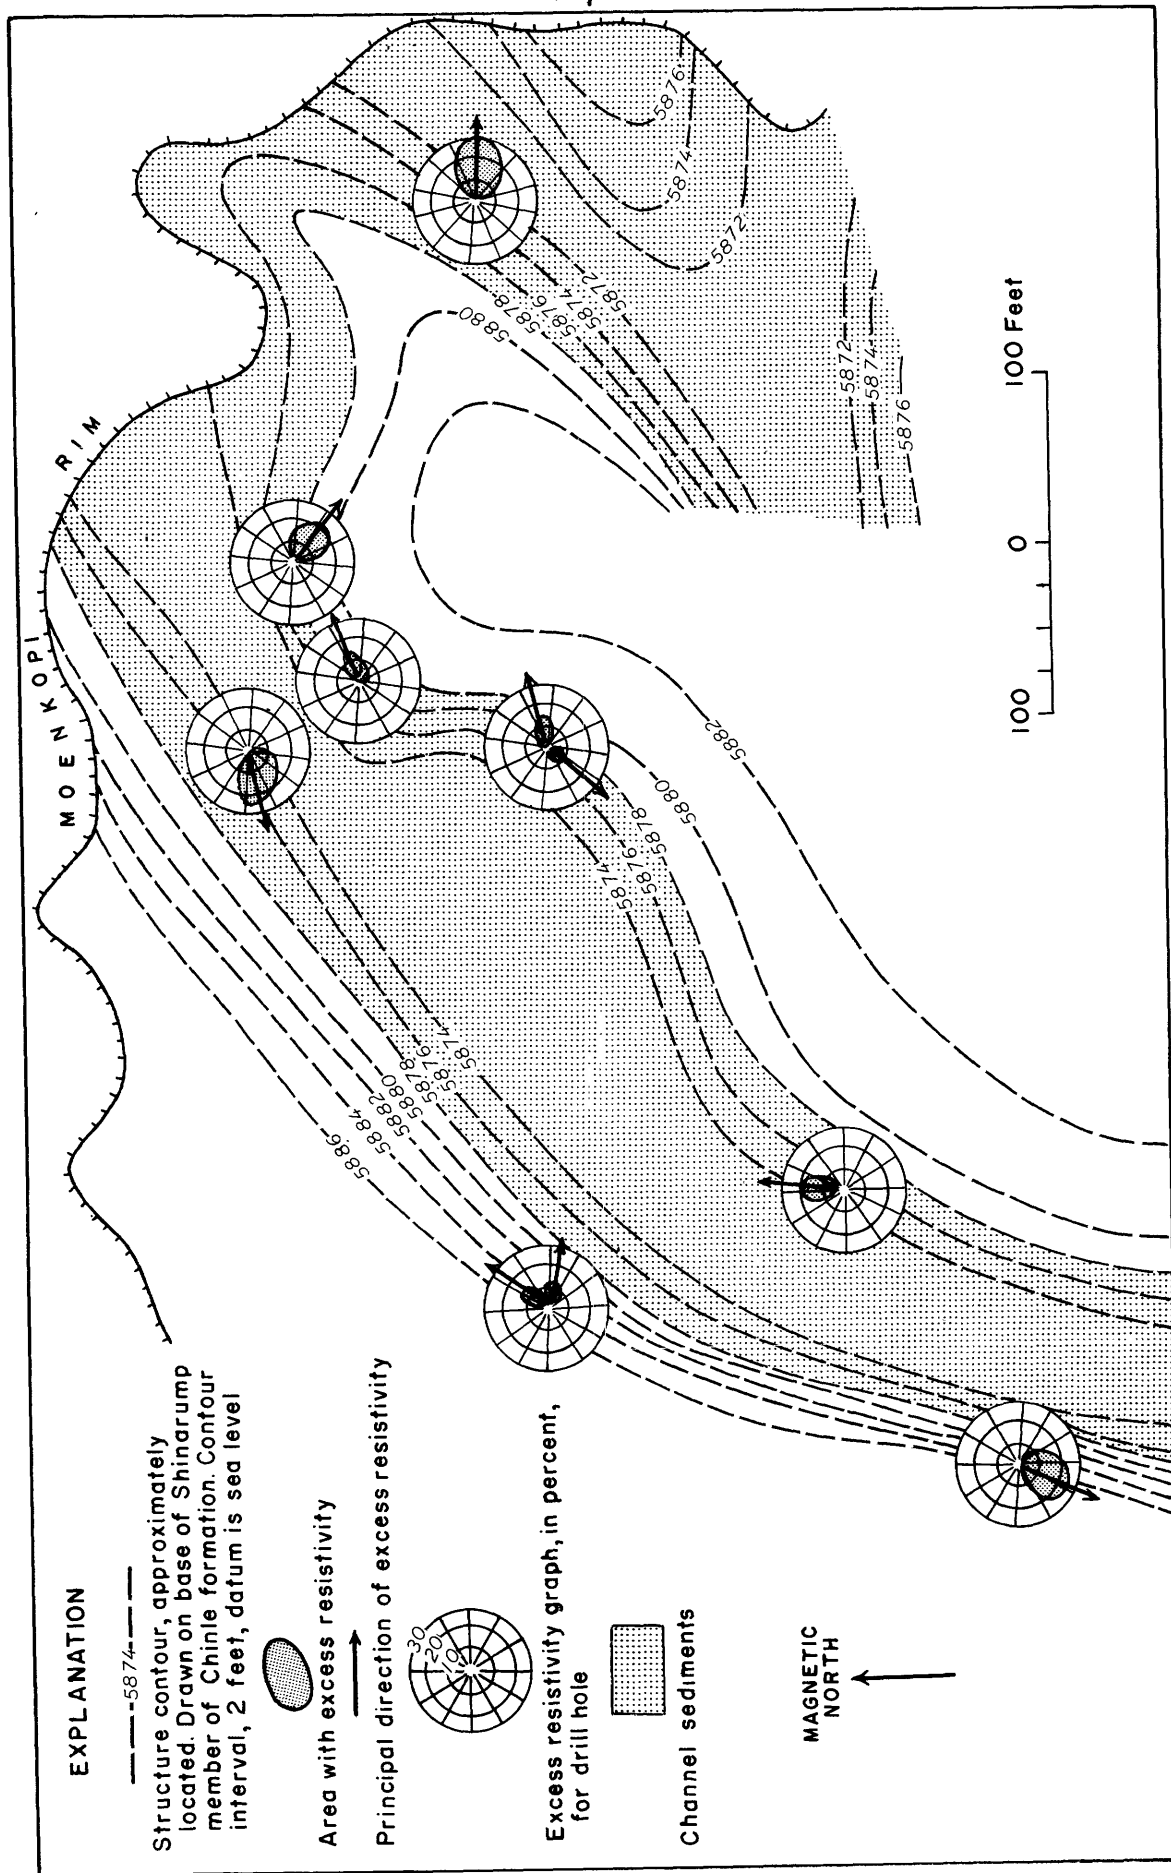 EXPLANATION
5874
Structure contour, approximately
located. Drawn on base of Shinarump
member of Chinle formation. Contour
interval, 2 feet, datum is sea level
Area with excess resistivity
Principal direction of excess resistivity
30
20
10
Excess resistivity graph, in percent,
for drill hole
Channel sediments
MAGNETIC
NORTH
MOENKOPI RIM
5886
5884
5882
5880
5878
5876
5874
5874
5876
5878
5880
5882
5880
5878
5876
5874
5872
5876
5874
5872
5872
5874
5876
100 0 100 Feet